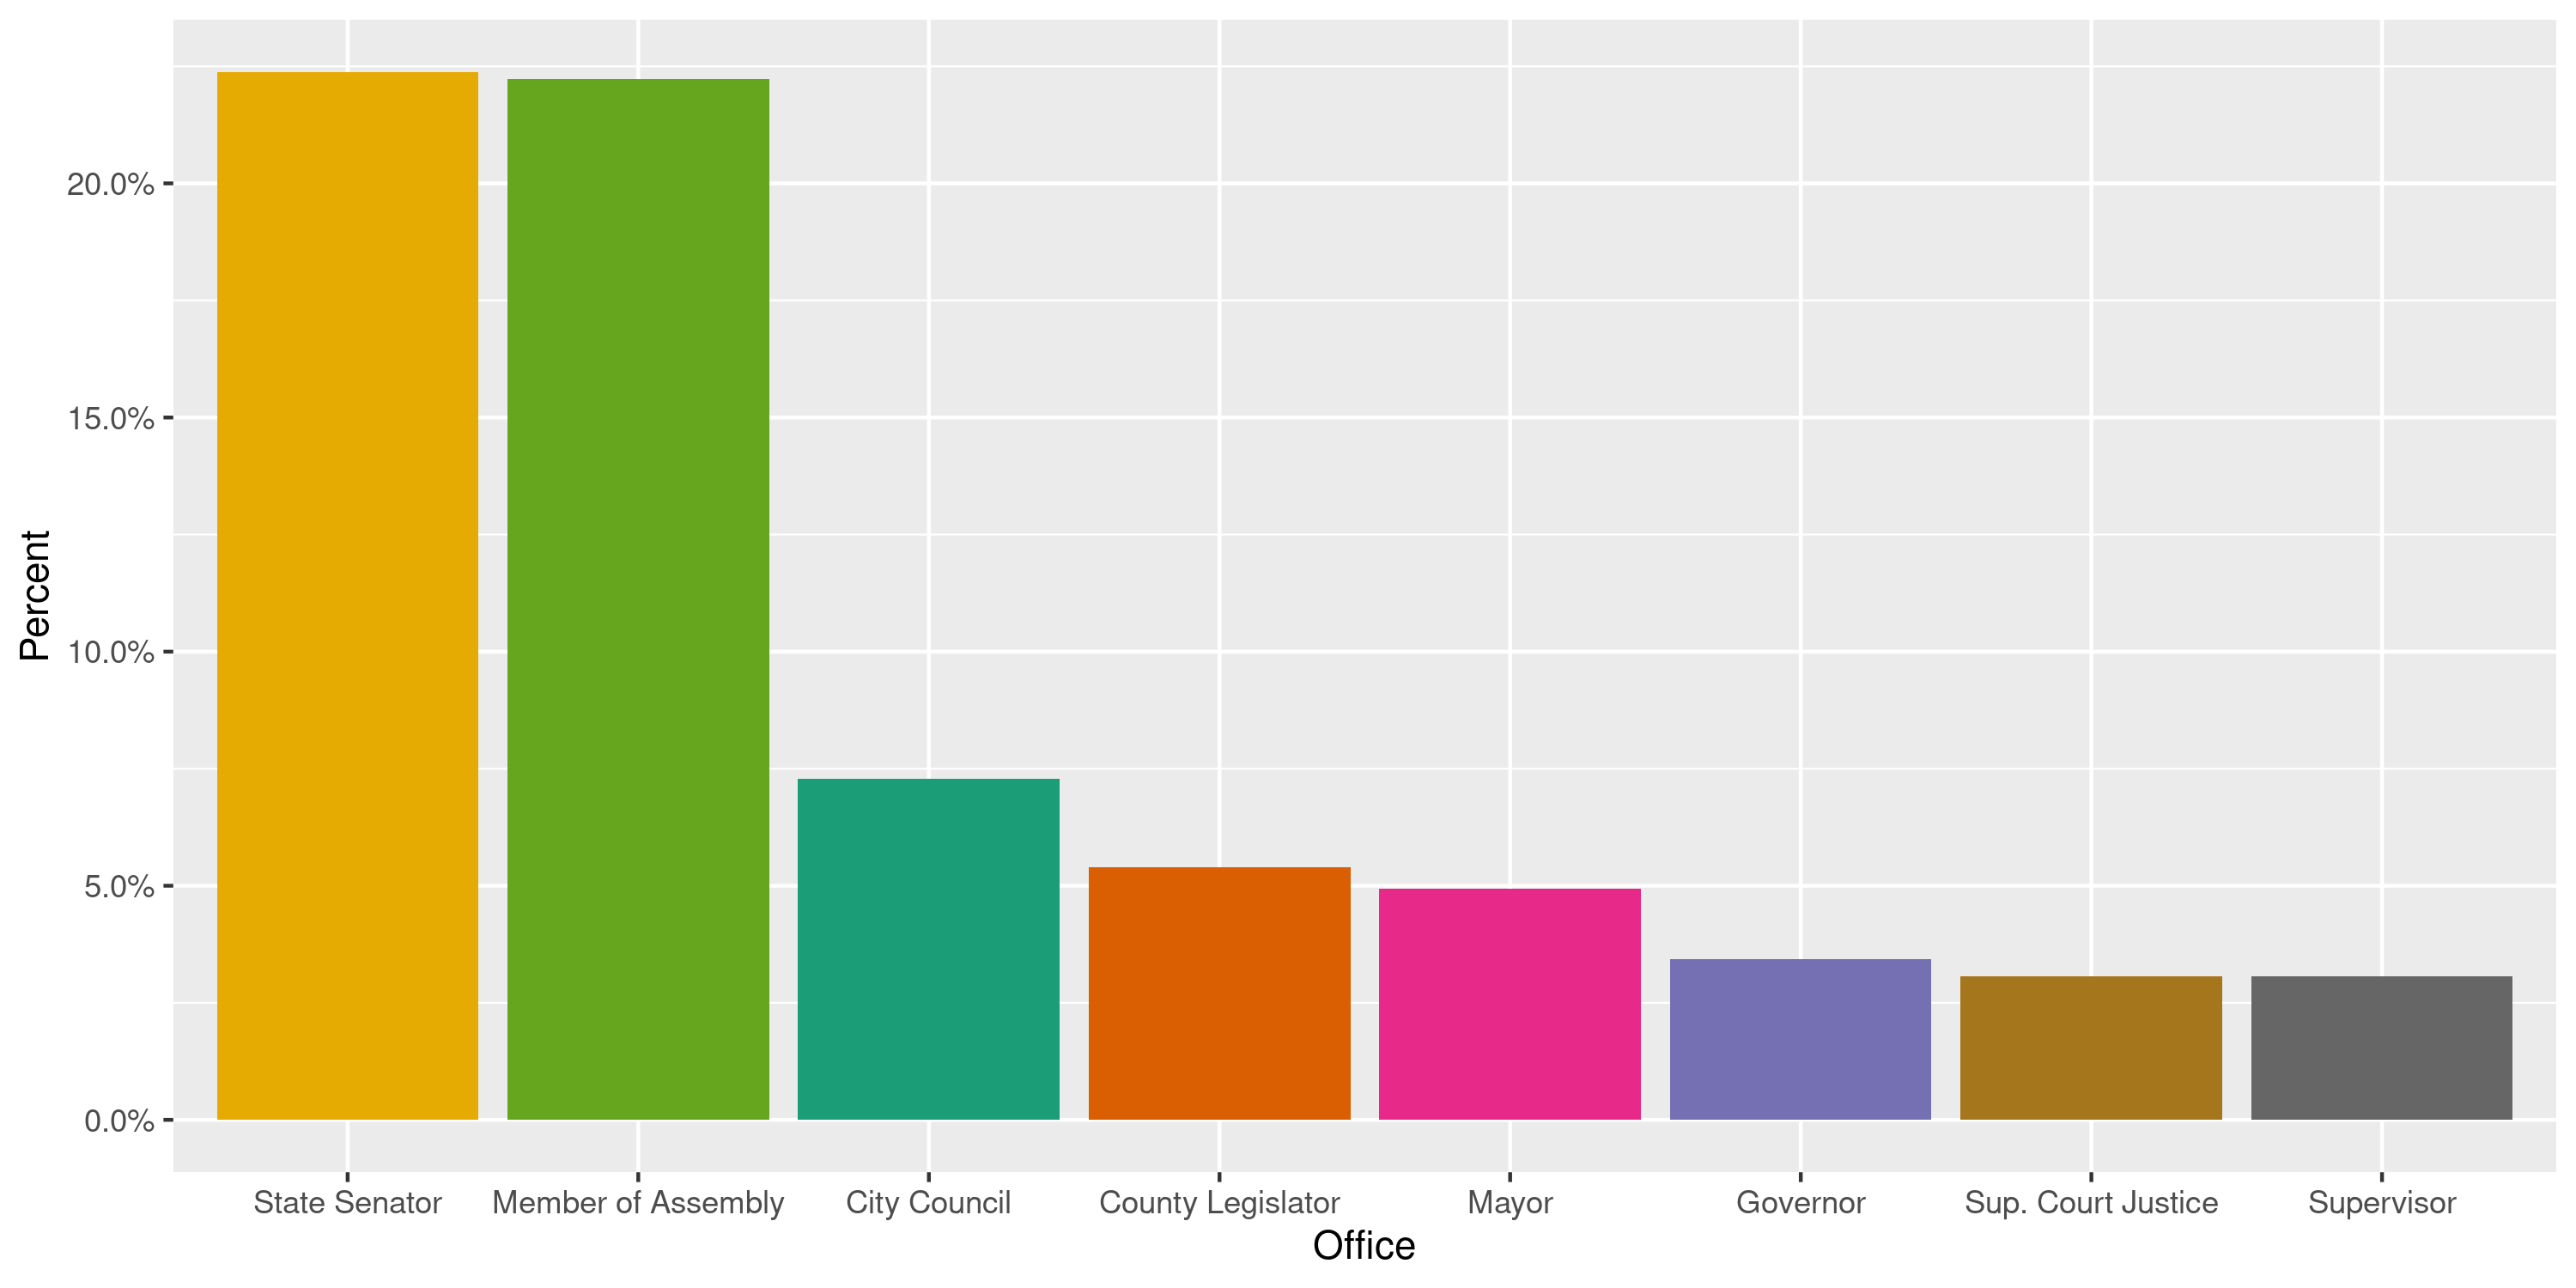 20.0%
15.0%
10.0%
5.0%
0.0%
Percent
State Senator Member of Assembly City Council County Legislator Mayor Governor Sup. Court Justice Supervisor
Office